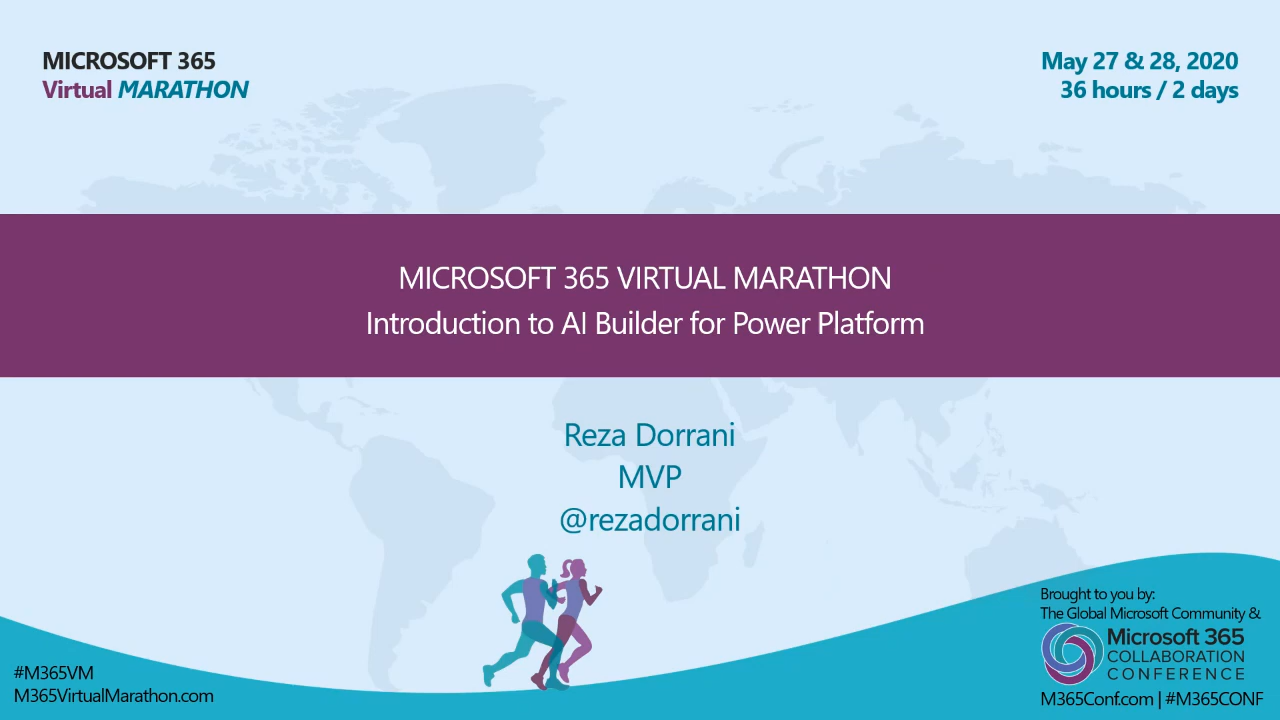 MICROSOFT 365
Virtual MARATHON
May 27 & 28, 2020
36 hours / 2 days
MICROSOFT 365 VIRTUAL MARATHON
Introduction to AI Builder for Power Platform
Reza Dorrani
MVP
@rezadorrani
#M365VM
M365VirtualMarathon.com
Brought to you by:
The Global Microsoft Community &
Microsoft 365
COLLABORATION
CONFERENCE
M365Conf.com | #M365CONF